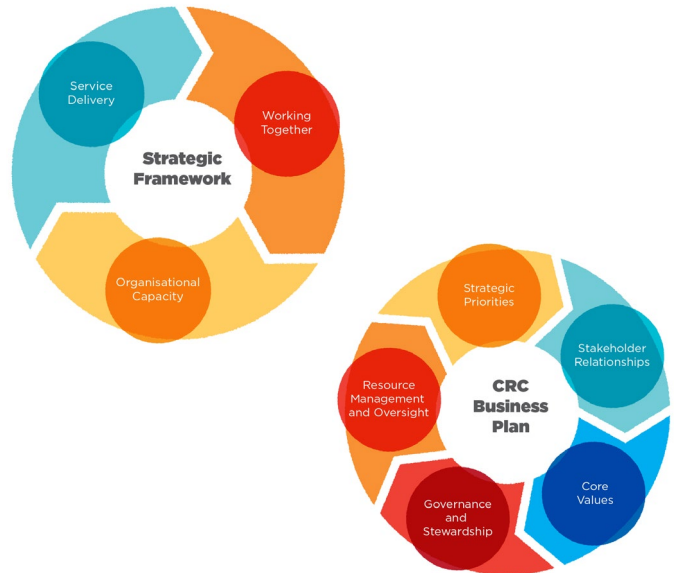 Service
Delivery
Working
Together
Strategic
Framework
Organisational
Capacity
Strategic
Priorities
Stakeholder
Relationships
Resource
Management
and Oversight
CRC
Business
Plan
Core
Values
Governance
and
Stewardship